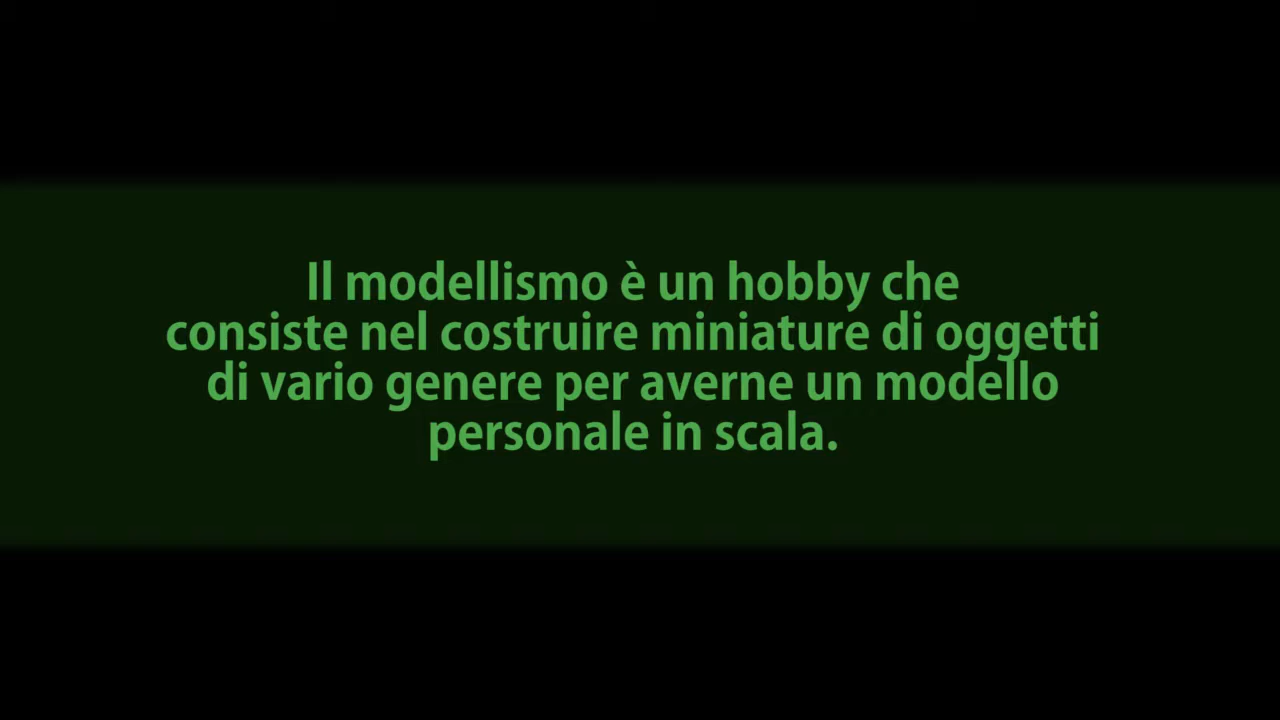 Il modellismo è un hobby che
consiste nel costruire miniature di oggetti
di vario genere per averne un modello
personale in scala.